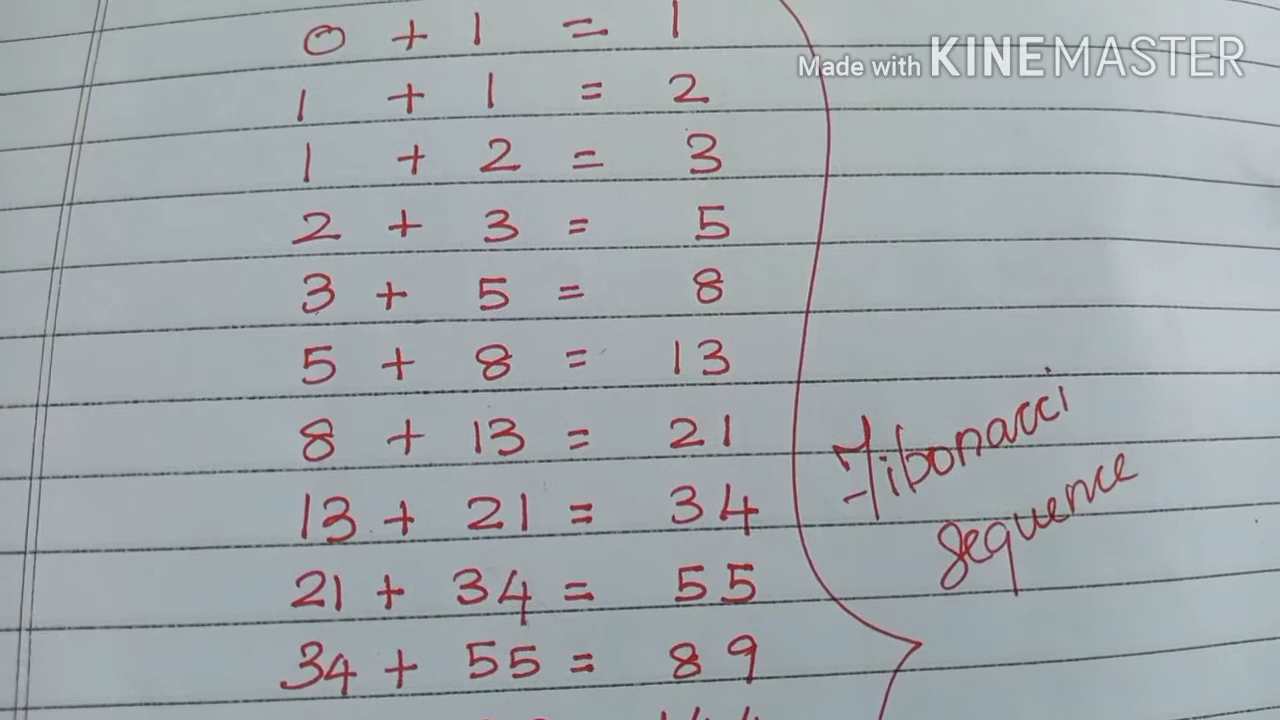 0 + 1 = 1
Made with KINEMASTER
1 + 1 = 2
1 + 2 = 3
2 + 3 = 5
3 + 5 = 8
5 + 8 = 13
8 + 13 = 21
Fibonacci
sequence
13 + 21 = 34
21 + 34 = 55
34 + 55 = 89